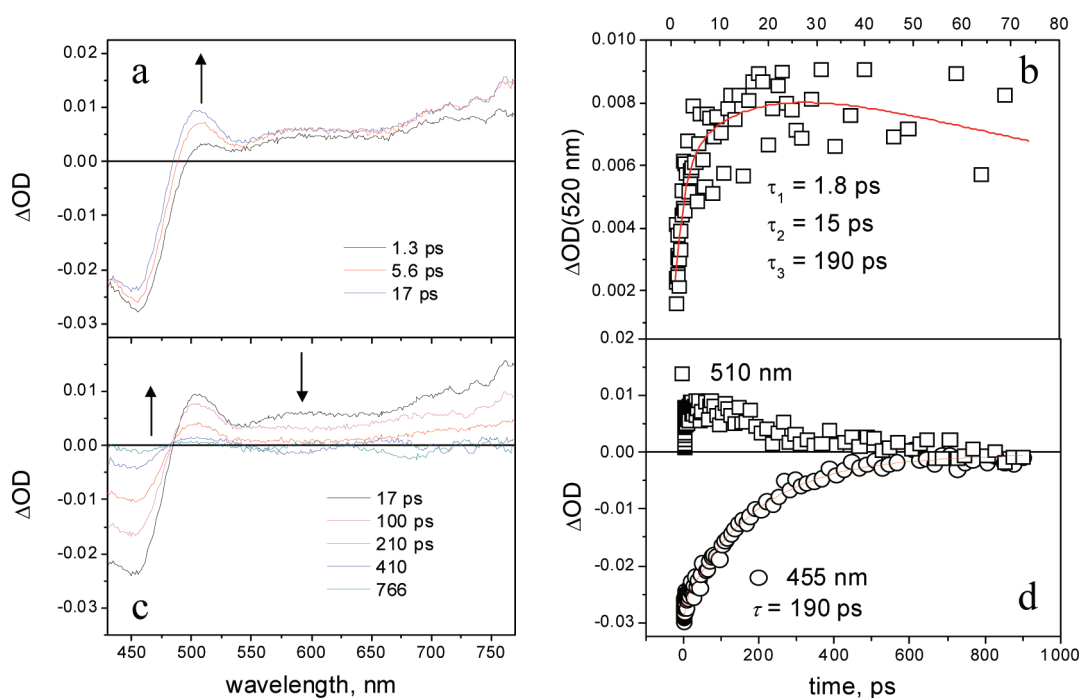 a
0.02
0.01
0.00
-0.01
-0.02
-0.03
ΔOD
1.3 ps
5.6 ps
17 ps
0 10 20 30 40 50 60 70 80
b
0.010
0.008
0.006
0.004
0.002
ΔOD(520 nm)
τ1 = 1.8 ps
τ2 = 15 ps
τ3 = 190 ps
c
0.01
0.00
-0.01
-0.02
-0.03
ΔOD
17 ps
100 ps
210 ps
410
766
450 500 550 600 650 700 750
wavelength, nm
d
0.02
0.01
0.00
-0.01
-0.02
-0.03
ΔOD
510 nm
455 nm
τ = 190 ps
0 200 400 600 800 1000
time, ps